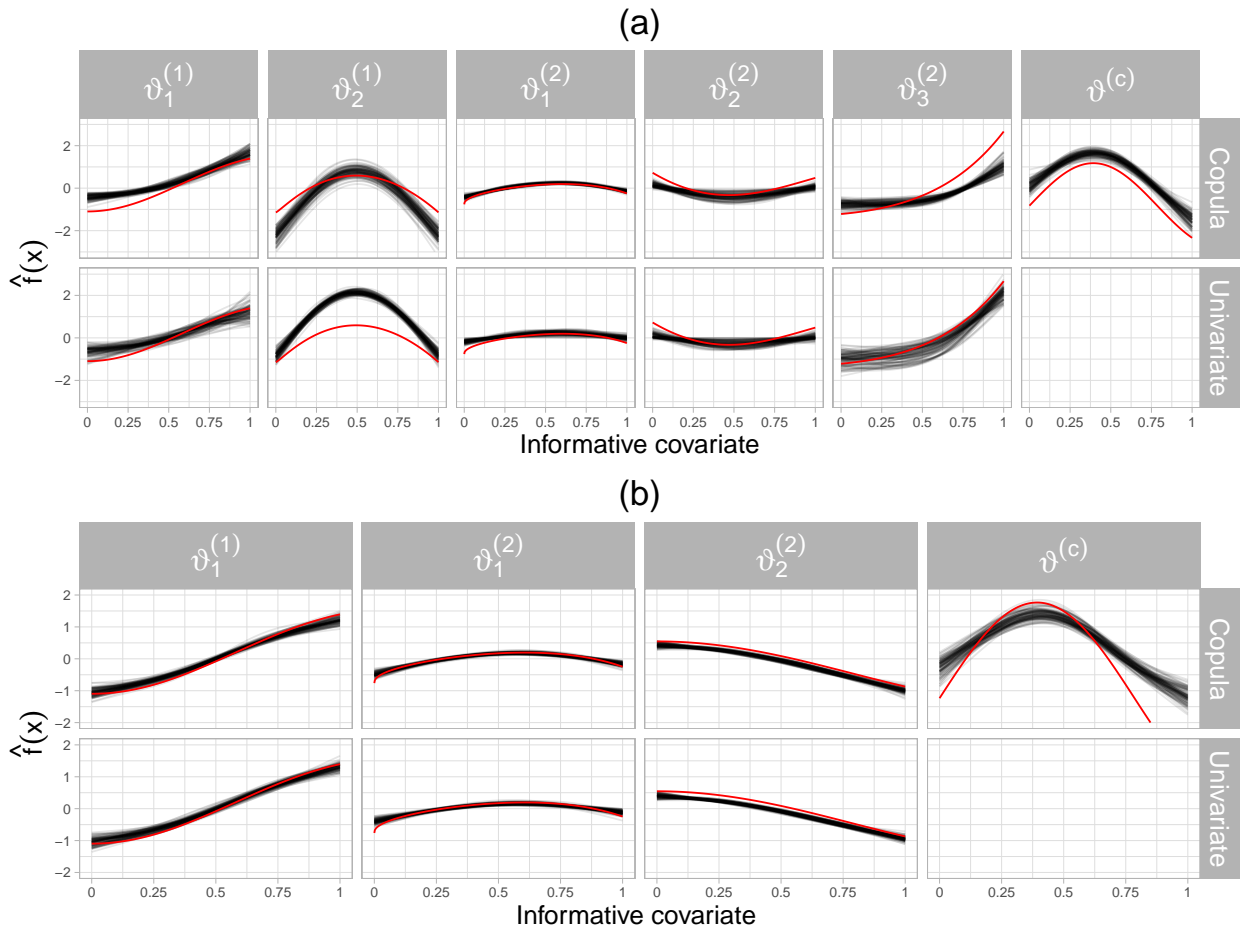 (a)
ϑ₁⁽¹⁾ ϑ₂⁽¹⁾ ϑ₁⁽²⁾ ϑ₂⁽²⁾ ϑ₃⁽²⁾ ϑ⁽ᶜ⁾
2
0
−2
Copula
2
0
−2
Univariate
f̂(x)
0 0.25 0.5 0.75 1 0 0.25 0.5 0.75 1 0 0.25 0.5 0.75 1 0 0.25 0.5 0.75 1 0 0.25 0.5 0.75 1 0 0.25 0.5 0.75 1
Informative covariate
(b)
ϑ₁⁽¹⁾ ϑ₁⁽²⁾ ϑ₂⁽²⁾ ϑ⁽ᶜ⁾
2
1
0
−1
−2
Copula
2
1
0
−1
−2
Univariate
f̂(x)
0 0.25 0.5 0.75 1 0 0.25 0.5 0.75 1 0 0.25 0.5 0.75 1 0 0.25 0.5 0.75 1
Informative covariate